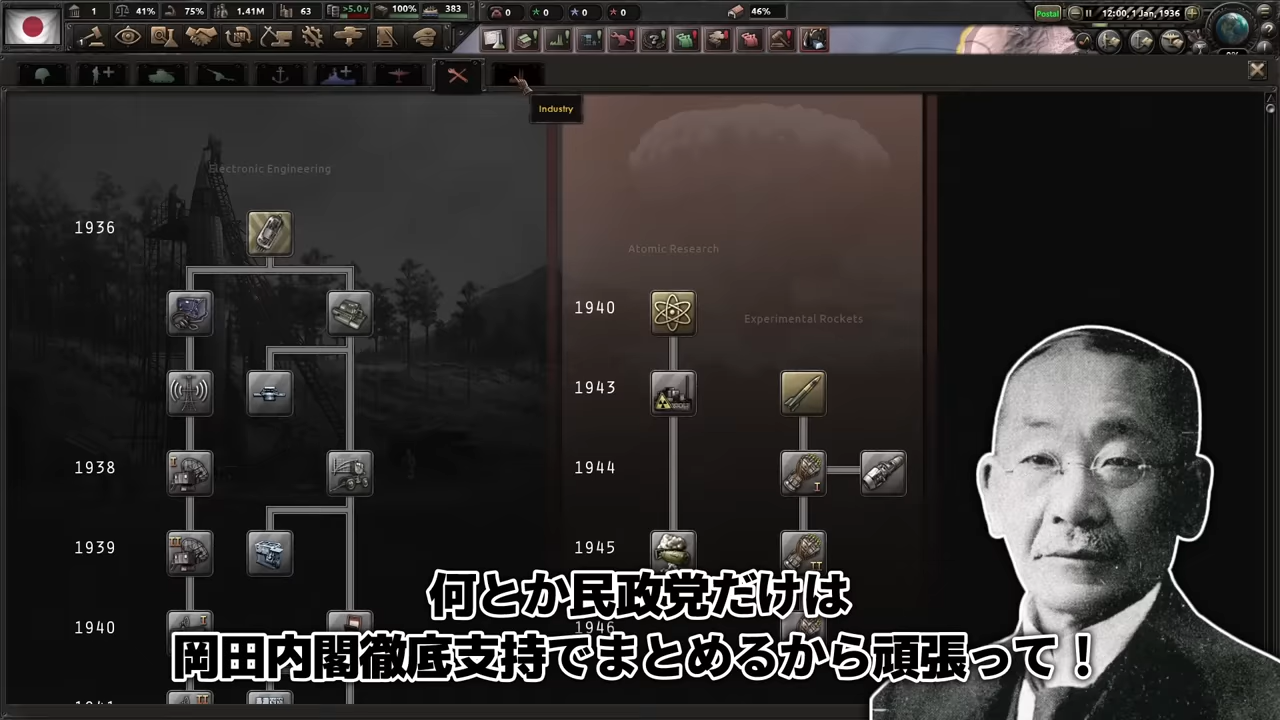 1
41%
75%
1.41M
63
>5.0 y
100%
383
0
0
0
0
46%
Postal
12:00, 1 Jan, 1936
Industry
Electronic Engineering
1936
Atomic Research
1940
Experimental Rockets
1943
1938
1944
1939
1945
1940
1946
何とか民政党だけは
岡田内閣徹底支持でまとめるから頑張って！